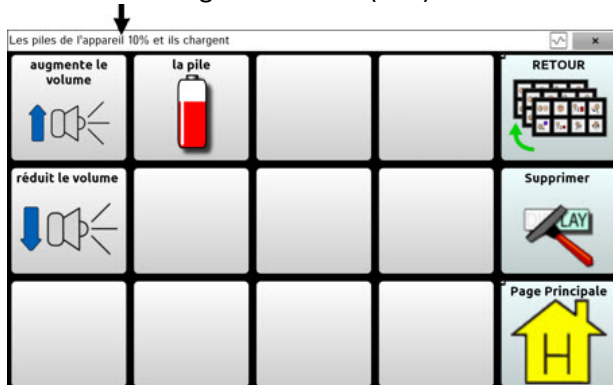 Les piles de l'appareil 10% et ils chargent
augmente le
volume
la pile
RETOUR
réduit le volume
Supprimer
LAY
Page Principale
H